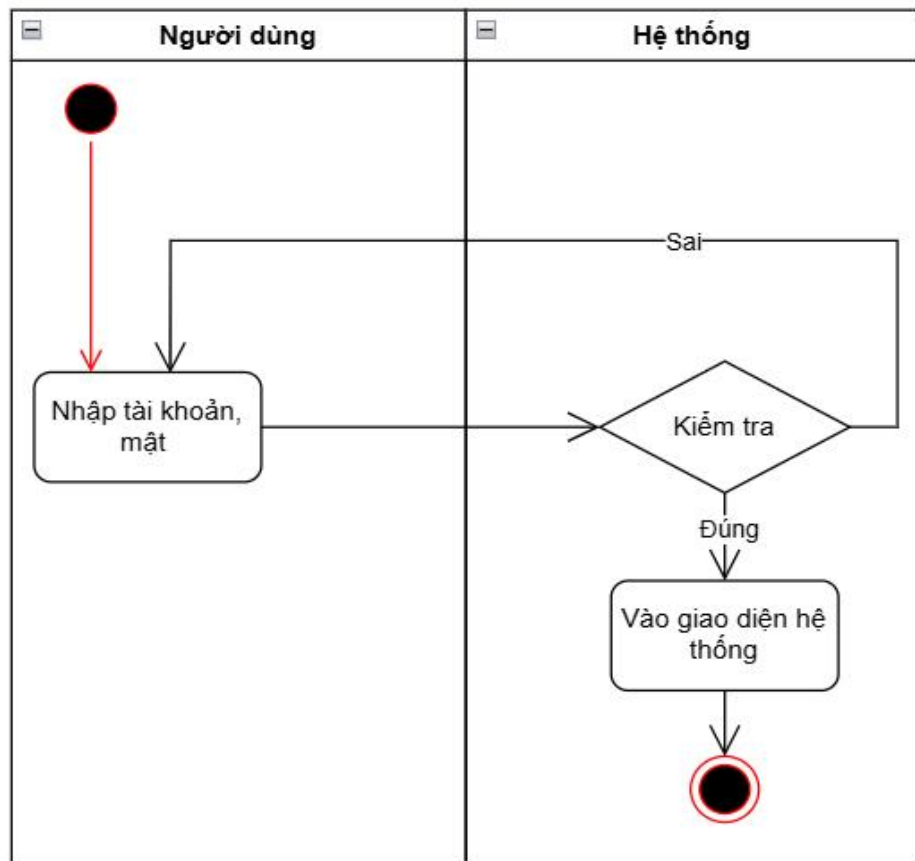 Người dùng
Hệ thống
Sai
Nhập tài khoản,
mật
Kiểm tra
Đúng
Vào giao diện hệ
thống